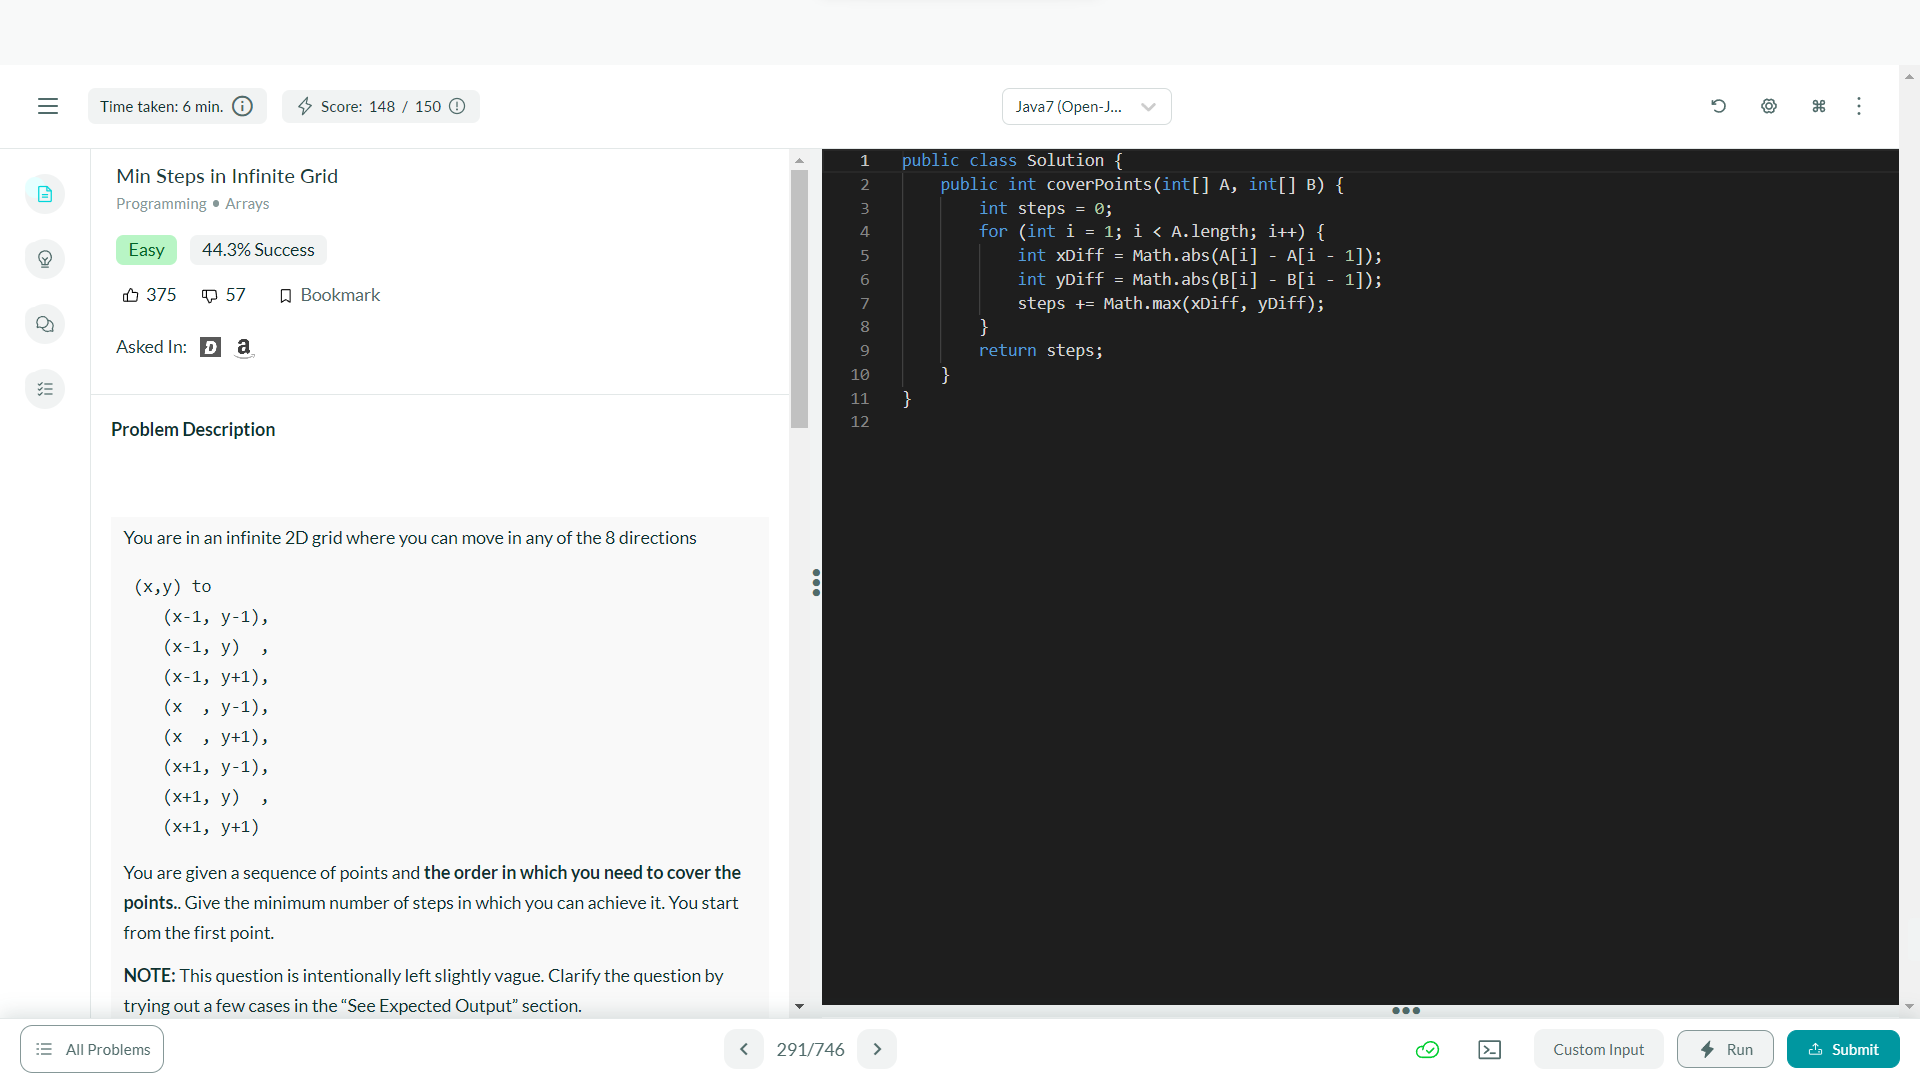 Time taken: 6 min.
Score: 148 / 150
Java7 (Open-J...
Min Steps in Infinite Grid
Programming • Arrays
Easy
44.3% Success
375
57
Bookmark
Asked In:
D
a
Problem Description
You are in an infinite 2D grid where you can move in any of the 8 directions
(x,y) to
(x-1, y-1),
(x-1, y)  ,
(x-1, y+1),
(x  , y-1),
(x  , y+1),
(x+1, y-1),
(x+1, y)  ,
(x+1, y+1)
You are given a sequence of points and the order in which you need to cover the
points.. Give the minimum number of steps in which you can achieve it. You start
from the first point.
NOTE: This question is intentionally left slightly vague. Clarify the question by
trying out a few cases in the “See Expected Output” section.
1 public class Solution {
2     public int coverPoints(int[] A, int[] B) {
3         int steps = 0;
4         for (int i = 1; i < A.length; i++) {
5             int xDiff = Math.abs(A[i] - A[i - 1]);
6             int yDiff = Math.abs(B[i] - B[i - 1]);
7             steps += Math.max(xDiff, yDiff);
8         }
9         return steps;
10     }
11 }
12
All Problems
291/746
Custom Input
Run
Submit